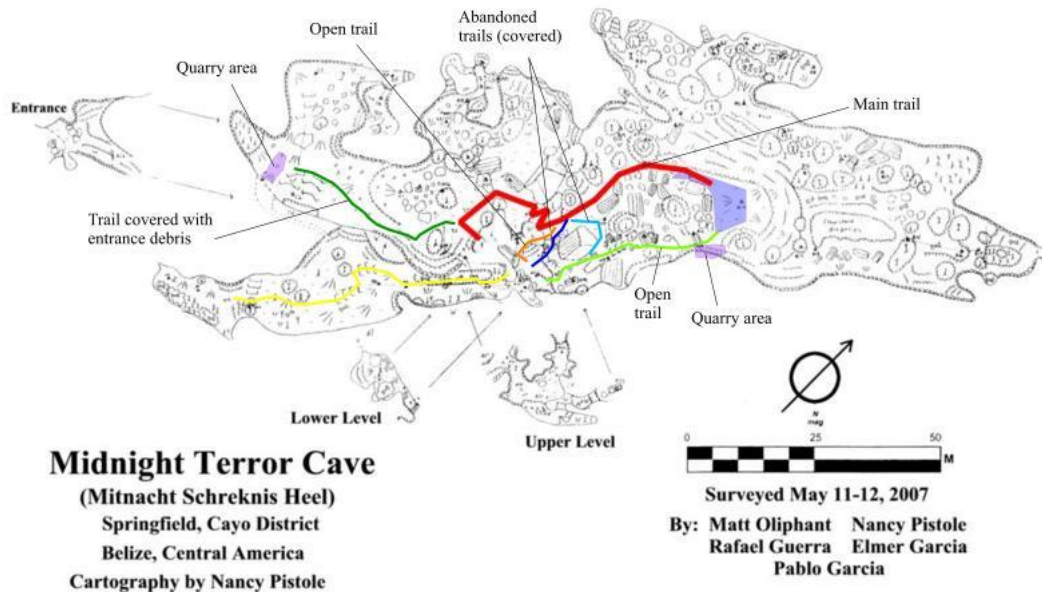 Open trail
Abandoned
trails (covered)
Quarry area
Entrance
Main trail
Trail covered with
entrance debris
Open
trail
Quarry area
Lower Level
Upper Level
N
mag
0 25 50
M
Midnight Terror Cave
(Mitnacht Schreknis Heel)
Springfield, Cayo District
Belize, Central America
Cartography by Nancy Pistole
Surveyed May 11-12, 2007
By: Matt Oliphant Nancy Pistole
Rafael Guerra Elmer Garcia
Pablo Garcia